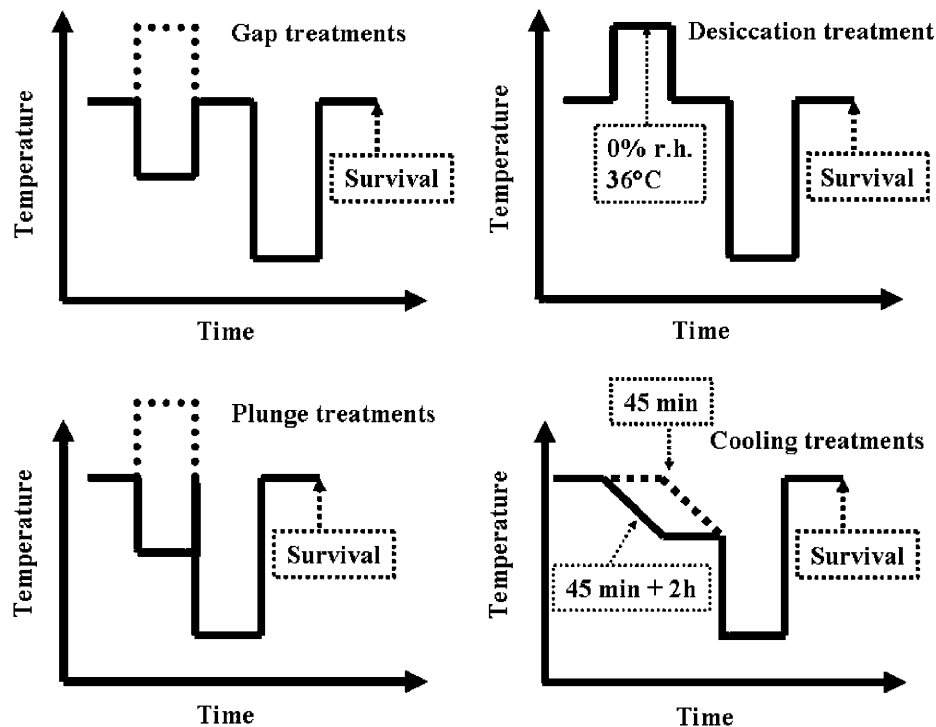 Gap treatments
Temperature
Survival
Time
Desiccation treatment
Temperature
0% r.h.
36°C
Survival
Time
Plunge treatments
Temperature
Survival
Time
45 min
Cooling treatments
Temperature
45 min + 2h
Survival
Time